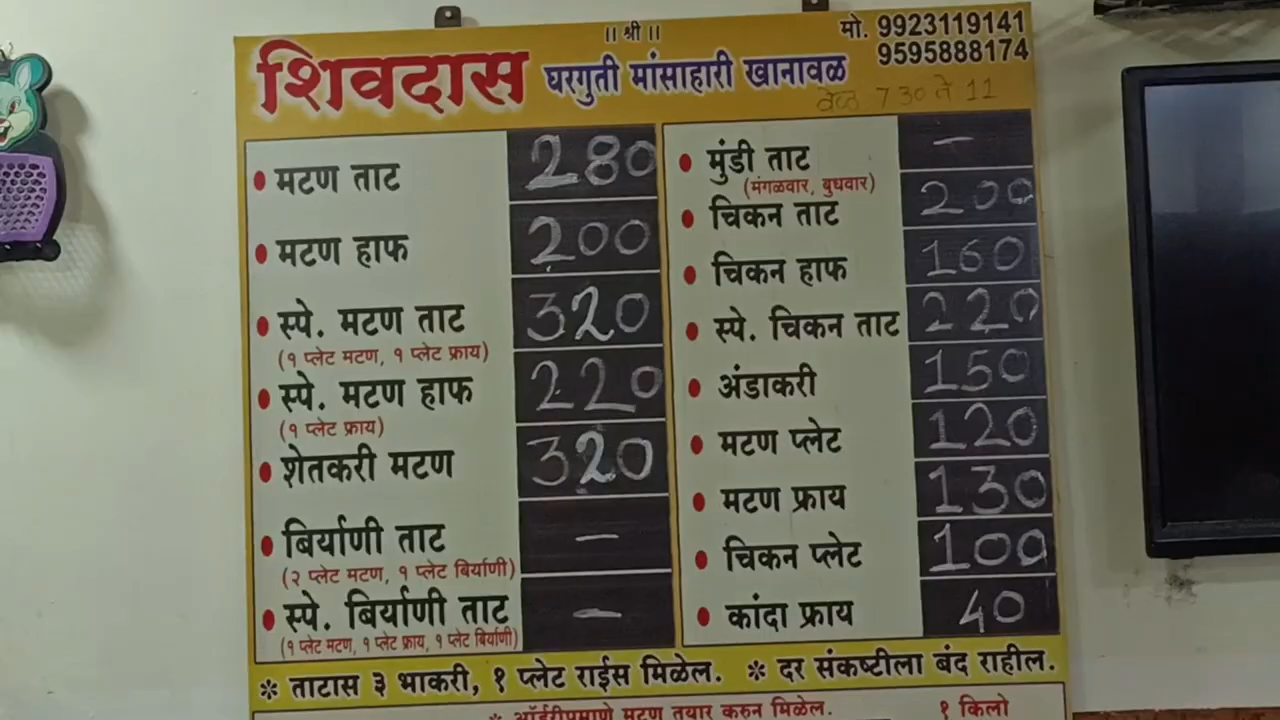 ॥ श्री ॥
मो. 9923119141
9595888174
शिवदास घरगुती मांसाहारी खानावळ
वेळ 7 30 ते 11
मटण ताट 280
मटण हाफ 200
स्पे. मटण ताट 320
(१ प्लेट मटण, १ प्लेट फ्राय)
स्पे. मटण हाफ 220
(१ प्लेट फ्राय)
शेतकरी मटण 320
बिर्याणी ताट —
(२ प्लेट मटण, १ प्लेट बिर्याणी)
स्पे. बिर्याणी ताट —
(१ प्लेट मटण, १ प्लेट फ्राय, १ प्लेट बिर्याणी)
मुंडी ताट —
(मंगळवार, बुधवार)
चिकन ताट 200
चिकन हाफ 160
स्पे. चिकन ताट 220
अंडाकरी 150
मटण प्लेट 120
मटण फ्राय 130
चिकन प्लेट 100
कांदा फ्राय 40
* ताटास ३ भाकरी, १ प्लेट राईस मिळेल. * दर संकष्टीला बंद राहील.
* ऑर्डरीप्रमाणे मटण तयार करुन मिळेल. १ किलो